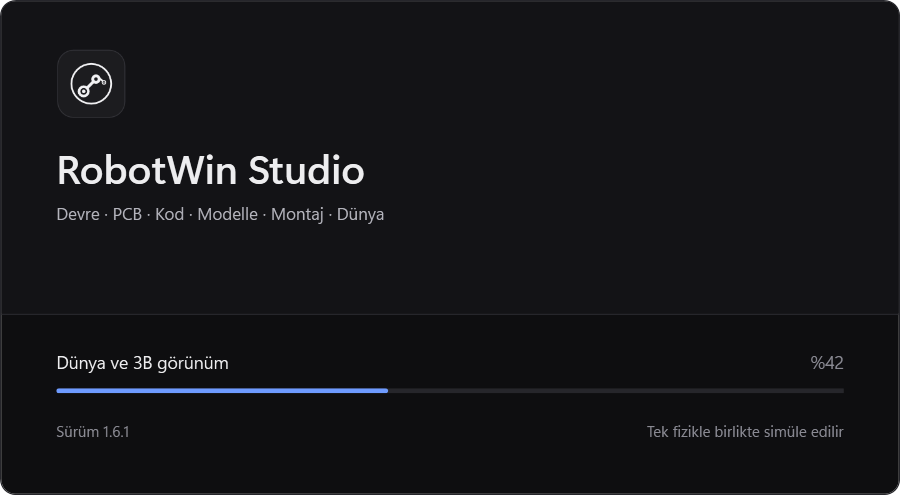 RobotWin Studio
Devre · PCB · Kod · Modelle · Montaj · Dünya
Dünya ve 3B görünüm %42
Sürüm 1.6.1 Tek fizikle birlikte simüle edilir